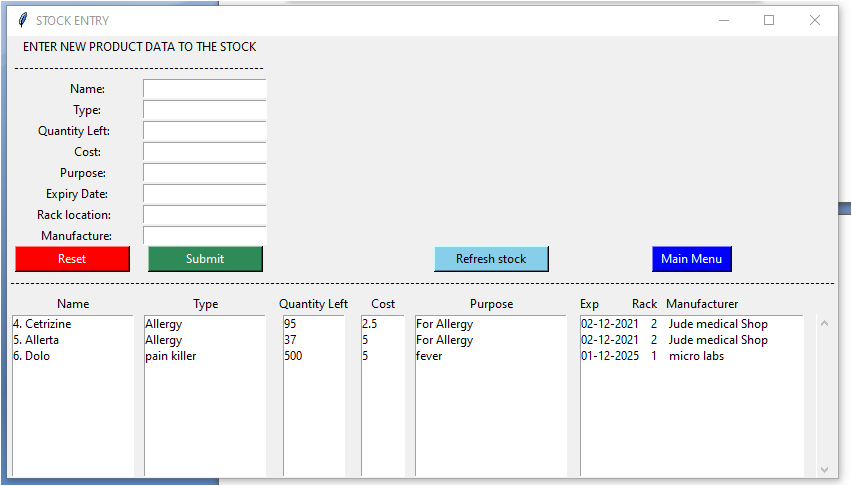 STOCK ENTRY
ENTER NEW PRODUCT DATA TO THE STOCK
--------------------------------------------------
Name:
Type:
Quantity Left:
Cost:
Purpose:
Expiry Date:
Rack location:
Manufacture:
Reset Submit Refresh stock Main Menu
--------------------------------------------------------------------------------------------------------------------------------------------------------------------
Name Type Quantity Left Cost Purpose Exp Rack Manufacturer
4. Cetrizine Allergy 95 2.5 For Allergy 02-12-2021 2 Jude medical Shop
5. Allerta Allergy 37 5 For Allergy 02-12-2021 2 Jude medical Shop
6. Dolo pain killer 500 5 fever 01-12-2025 1 micro labs